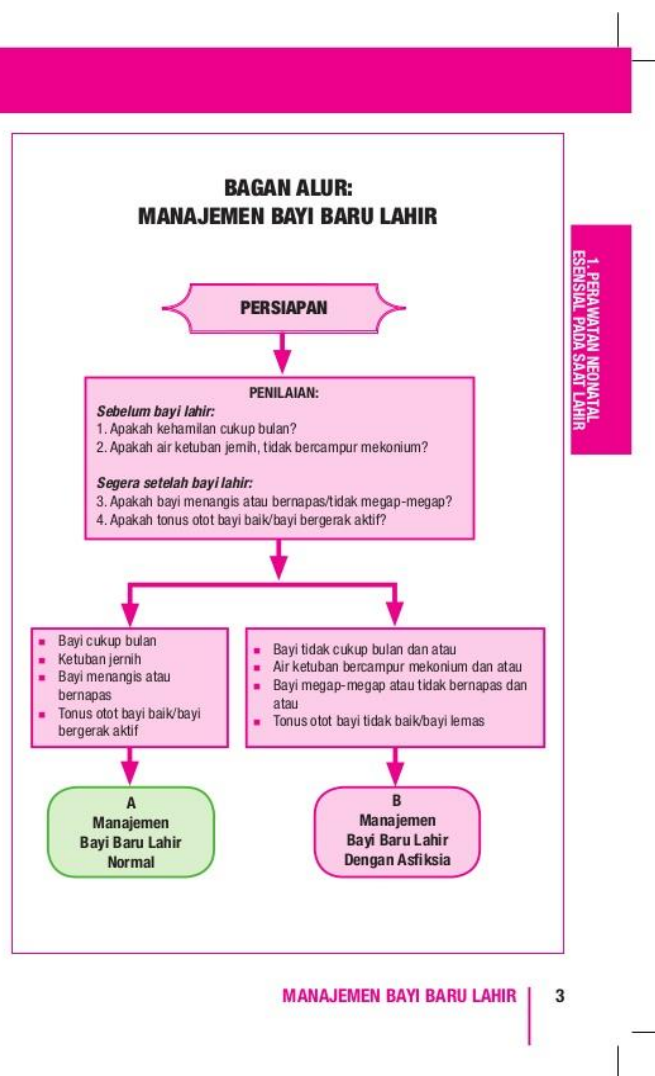 BAGAN ALUR:
MANAJEMEN BAYI BARU LAHIR
1. PERAWATAN NEONATAL
ESENSIAL PADA SAAT LAHIR
PERSIAPAN
PENILAIAN:
Sebelum bayi lahir:
1. Apakah kehamilan cukup bulan?
2. Apakah air ketuban jernih, tidak bercampur mekonium?
Segera setelah bayi lahir:
3. Apakah bayi menangis atau bernapas/tidak megap-megap?
4. Apakah tonus otot bayi baik/bayi bergerak aktif?
▪ Bayi cukup bulan
▪ Ketuban jernih
▪ Bayi menangis atau
bernapas
▪ Tonus otot bayi baik/bayi
bergerak aktif
▪ Bayi tidak cukup bulan dan atau
▪ Air ketuban bercampur mekonium dan atau
▪ Bayi megap-megap atau tidak bernapas dan
atau
▪ Tonus otot bayi tidak baik/bayi lemas
A
Manajemen
Bayi Baru Lahir
Normal
B
Manajemen
Bayi Baru Lahir
Dengan Asfiksia
MANAJEMEN BAYI BARU LAHIR 3